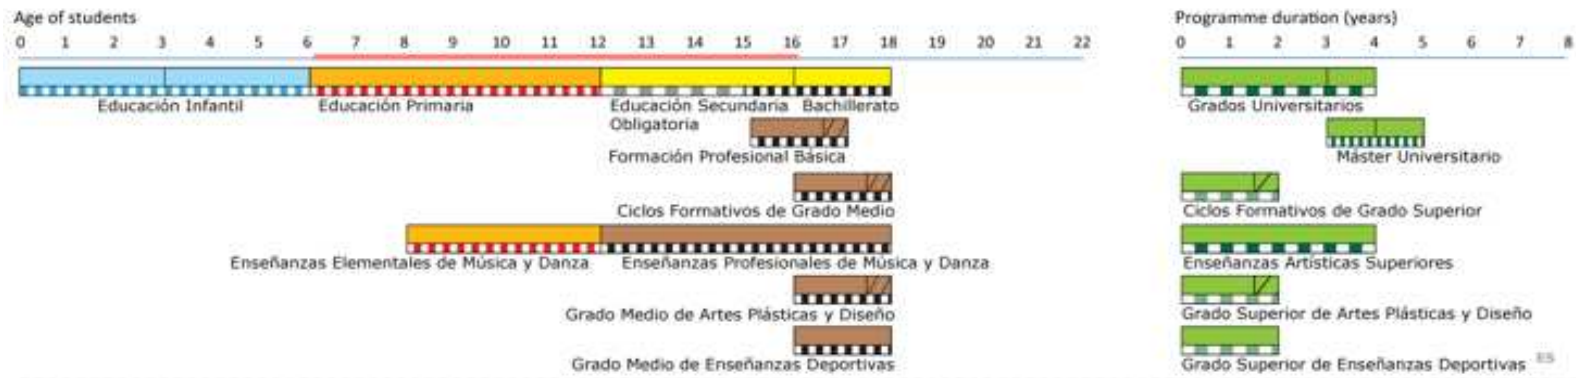 Age of students
Programme duration (years)
0 1 2 3 4 5 6 7 8 9 10 11 12 13 14 15 16 17 18 19 20 21 22
0 1 2 3 4 5 6 7 8
Educación Infantil
Educación Primaria
Educación Secundaria
Obligatoria
Bachillerato
Grados Universitarios
Formación Profesional Básica
Máster Universitario
Ciclos Formativos de Grado Medio
Ciclos Formativos de Grado Superior
Enseñanzas Elementales de Música y Danza
Enseñanzas Profesionales de Música y Danza
Enseñanzas Artísticas Superiores
Grado Medio de Artes Plásticas y Diseño
Grado Superior de Artes Plásticas y Diseño
Grado Medio de Enseñanzas Deportivas
Grado Superior de Enseñanzas Deportivas
ES